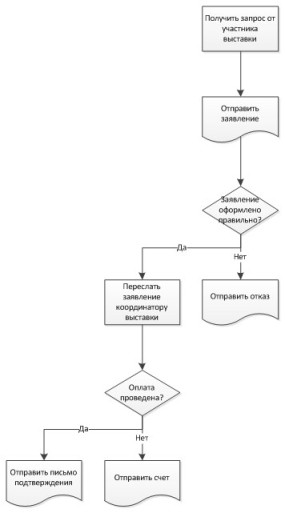 Получить запрос от
участника
выставки
Отправить
заявление
Заявление
оформлено
правильно?
Да
Нет
Переслать
заявление
координатору
выставки
Отправить отказ
Оплата
проведена?
Да
Нет
Отправить письмо
подтверждения
Отправить счет